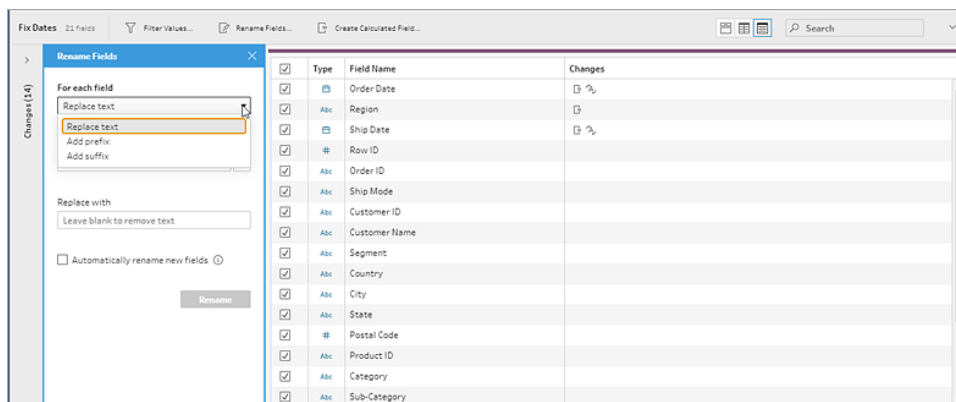 Fix Dates 21 fields Filter Values... Rename Fields... Create Calculated Field... Search
Changes (14)
Rename Fields
For each field
Replace text
Replace text
Add prefix
Add suffix
Replace with
Leave blank to remove text
Automatically rename new fields
Rename
Type Field Name Changes
Order Date
Abc Region
Ship Date
# Row ID
Abc Order ID
Abc Ship Mode
Abc Customer ID
Abc Customer Name
Abc Segment
Abc Country
Abc City
Abc State
# Postal Code
Abc Product ID
Abc Category
Abc Sub-Category